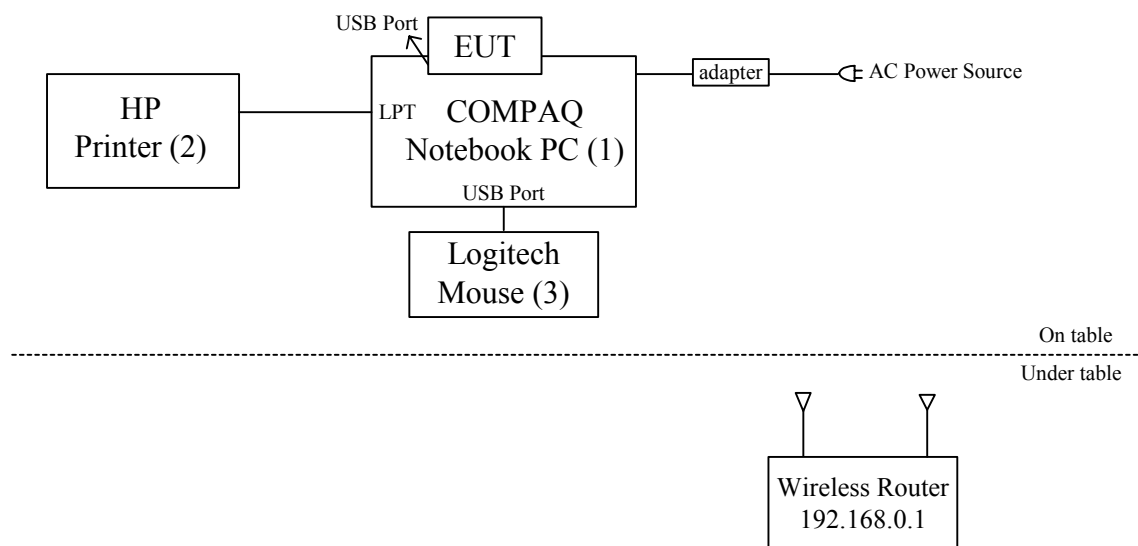 USB Port
EUT
adapter
AC Power Source
HP
Printer (2)
LPT
COMPAQ
Notebook PC (1)
USB Port
Logitech
Mouse (3)
On table
Under table
Wireless Router
192.168.0.1